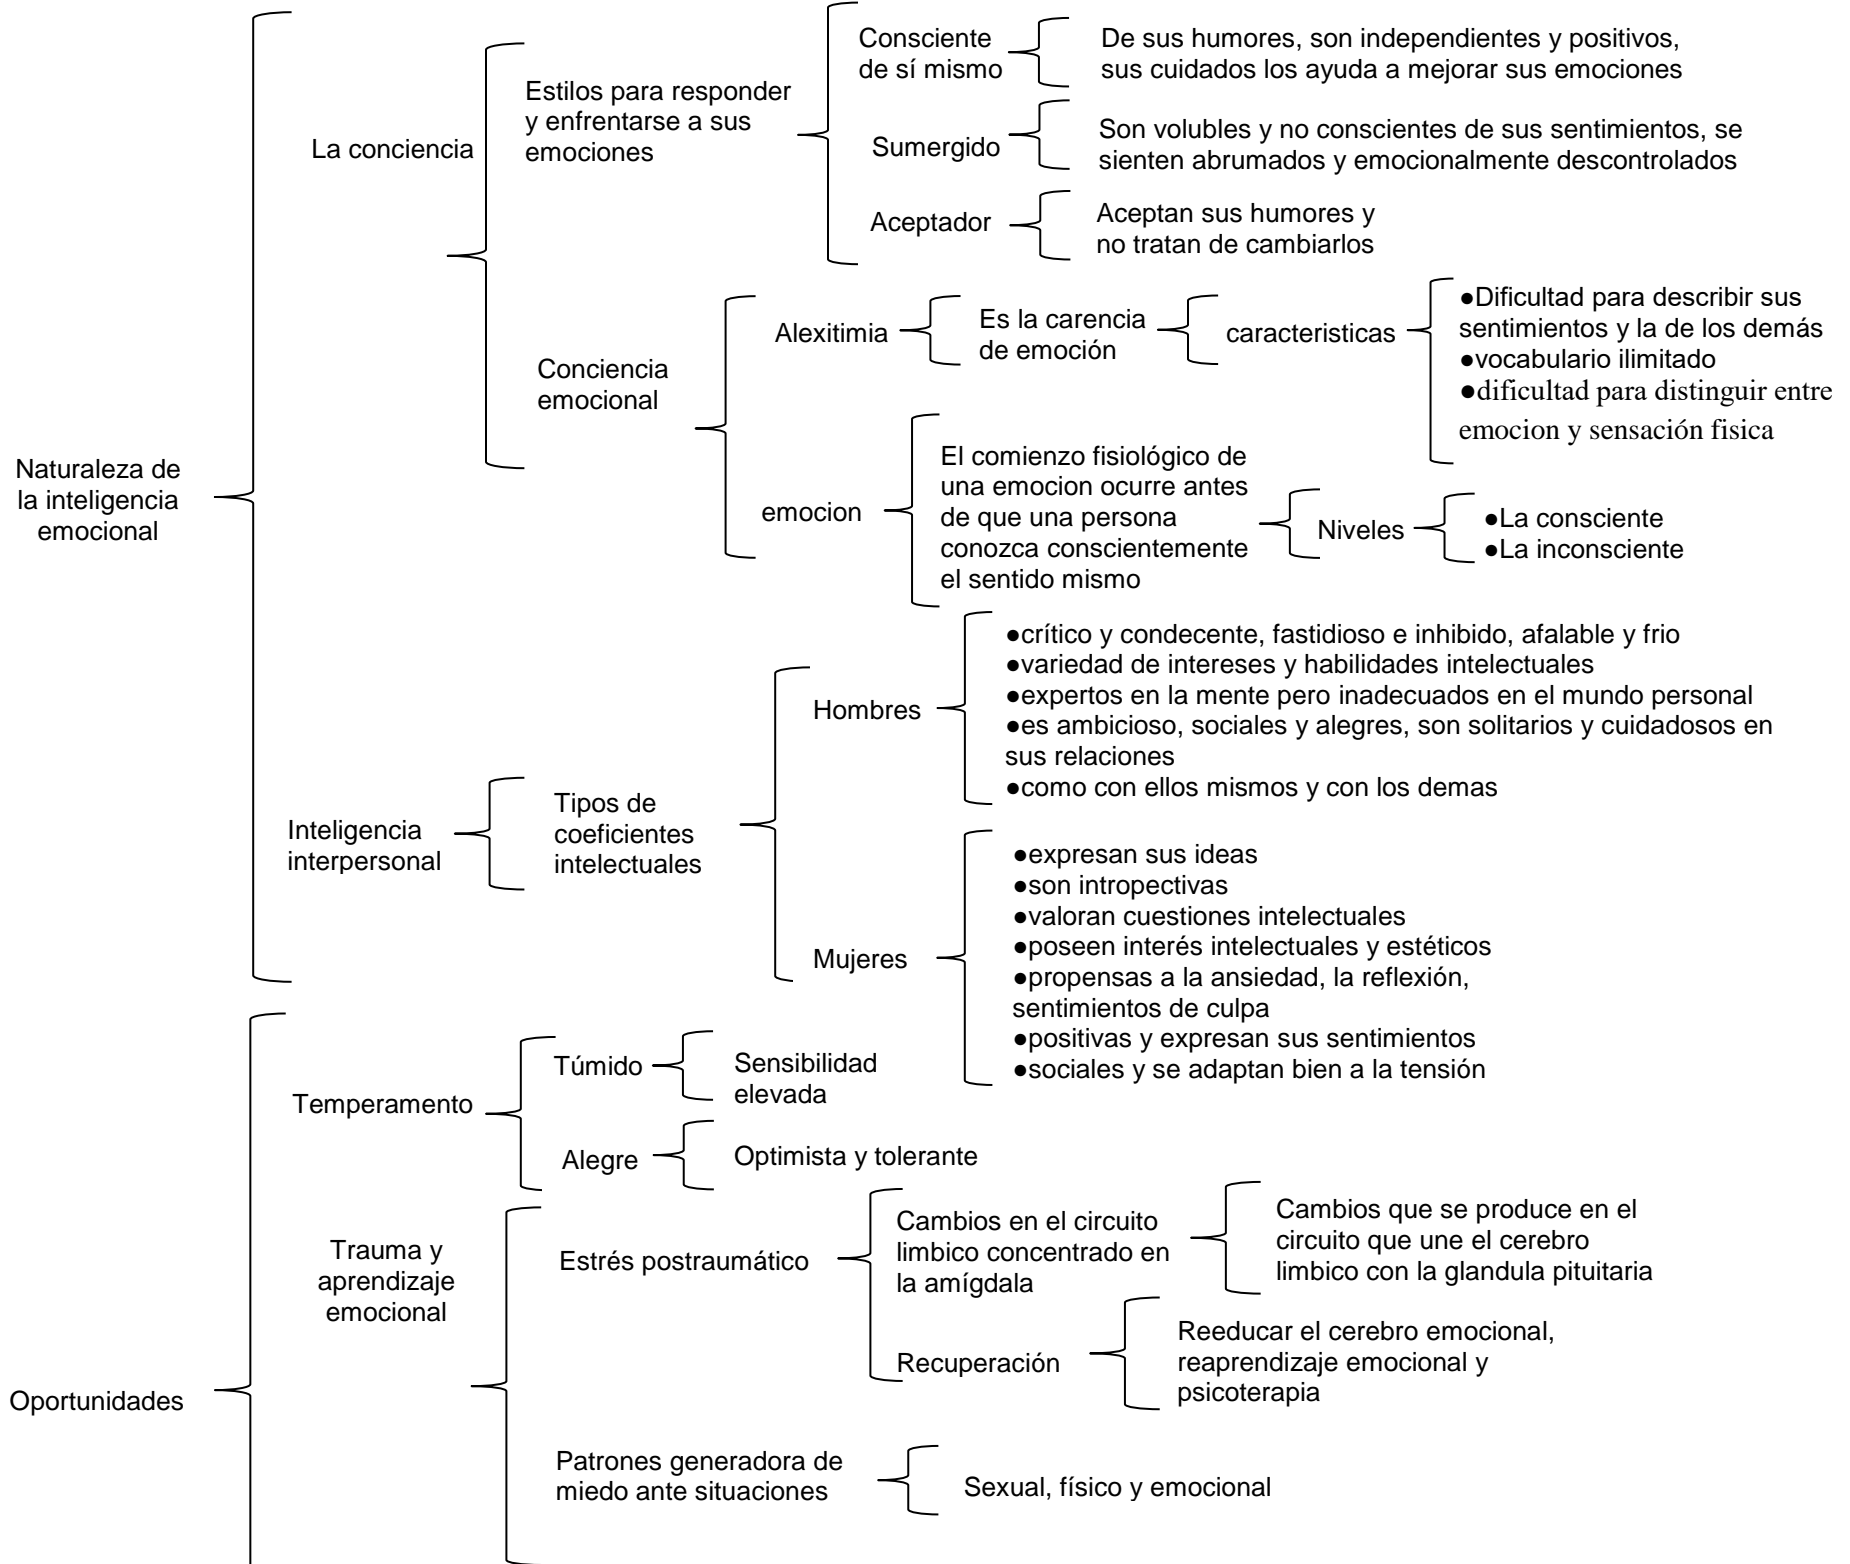 Naturaleza de
la inteligencia
emocional
La conciencia
Estilos para responder
y enfrentarse a sus
emociones
Consciente
de sí mismo
De sus humores, son independientes y positivos,
sus cuidados los ayuda a mejorar sus emociones
Sumergido
Son volubles y no conscientes de sus sentimientos, se
sienten abrumados y emocionalmente descontrolados
Aceptador
Aceptan sus humores y
no tratan de cambiarlos
Conciencia
emocional
Alexitimia
Es la carencia
de emoción
caracteristicas
●Dificultad para describir sus
sentimientos y la de los demás
●vocabulario ilimitado
●dificultad para distinguir entre
emocion y sensación fisica
emocion
El comienzo fisiológico de
una emocion ocurre antes
de que una persona
conozca conscientemente
el sentido mismo
Niveles
●La consciente
●La inconsciente
Inteligencia
interpersonal
Tipos de
coeficientes
intelectuales
Hombres
●crítico y condecente, fastidioso e inhibido, afalable y frio
●variedad de intereses y habilidades intelectuales
●expertos en la mente pero inadecuados en el mundo personal
●es ambicioso, sociales y alegres, son solitarios y cuidadosos en
sus relaciones
●como con ellos mismos y con los demas
Mujeres
●expresan sus ideas
●son intropectivas
●valoran cuestiones intelectuales
●poseen interés intelectuales y estéticos
●propensas a la ansiedad, la reflexión,
sentimientos de culpa
●positivas y expresan sus sentimientos
●sociales y se adaptan bien a la tensión
Oportunidades
Temperamento
Túmido
Sensibilidad
elevada
Alegre
Optimista y tolerante
Trauma y
aprendizaje
emocional
Estrés postraumático
Cambios en el circuito
limbico concentrado en
la amígdala
Cambios que se produce en el
circuito que une el cerebro
limbico con la glandula pituitaria
Recuperación
Reeducar el cerebro emocional,
reaprendizaje emocional y
psicoterapia
Patrones generadora de
miedo ante situaciones
Sexual, físico y emocional